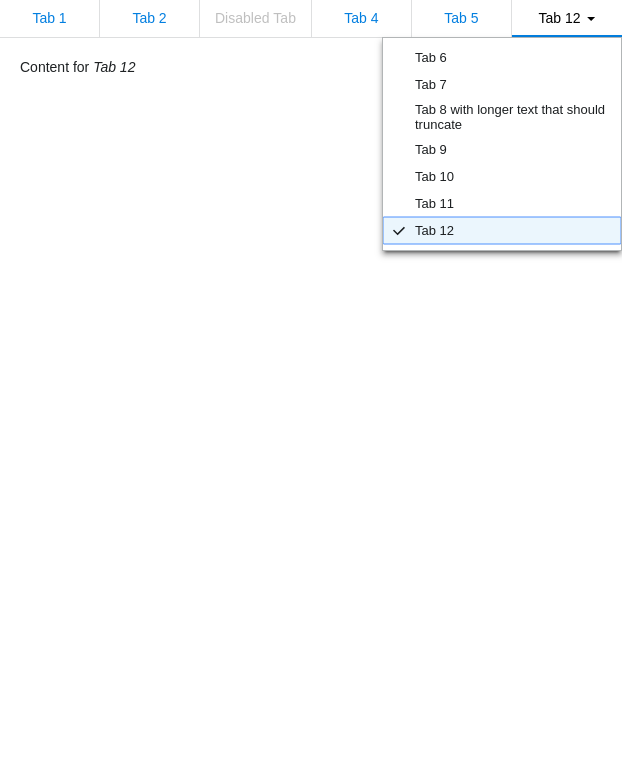 Tab 1 Tab 2 Disabled Tab Tab 4 Tab 5 Tab 12
Content for Tab 12
Tab 6
Tab 7
Tab 8 with longer text that should
truncate
Tab 9
Tab 10
Tab 11
Tab 12